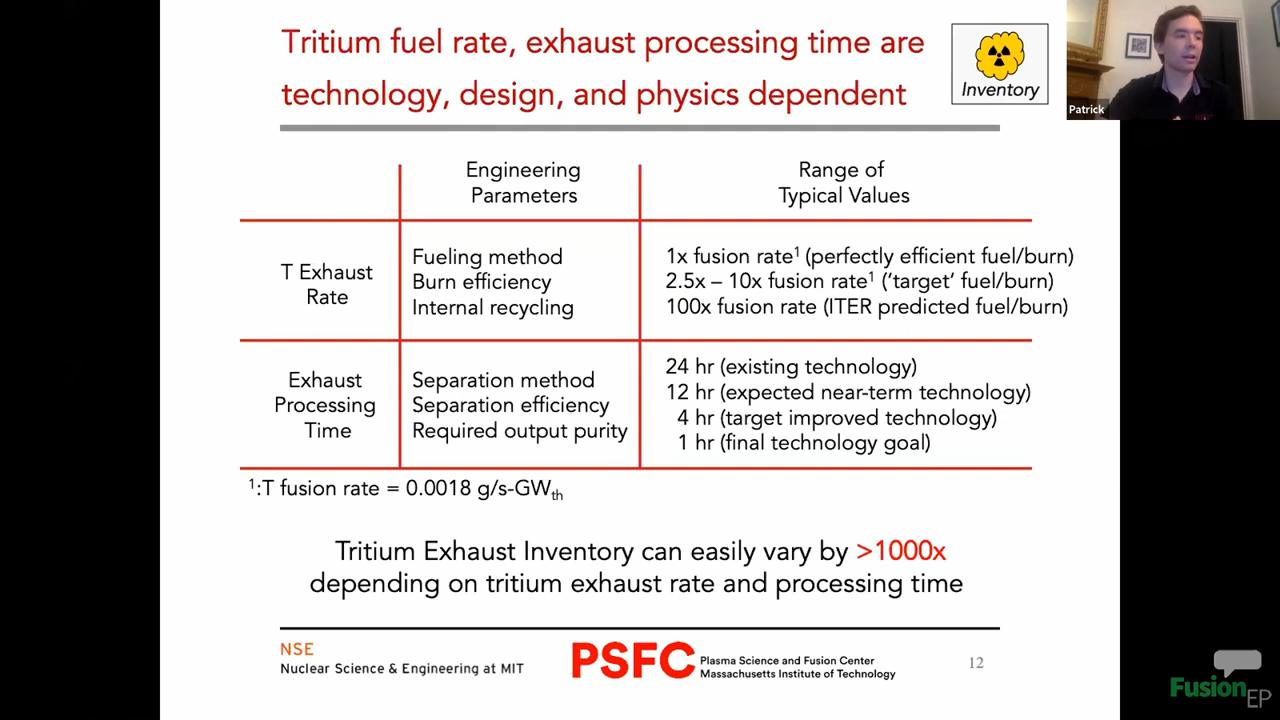 Tritium fuel rate, exhaust processing time are
technology, design, and physics dependent
Inventory
Patrick
Engineering
Parameters
Range of
Typical Values
T Exhaust
Rate
Fueling method
Burn efficiency
Internal recycling
1x fusion rate¹ (perfectly efficient fuel/burn)
2.5x – 10x fusion rate¹ (‘target’ fuel/burn)
100x fusion rate (ITER predicted fuel/burn)
Exhaust
Processing
Time
Separation method
Separation efficiency
Required output purity
24 hr (existing technology)
12 hr (expected near-term technology)
4 hr (target improved technology)
1 hr (final technology goal)
¹:T fusion rate = 0.0018 g/s-GWth
Tritium Exhaust Inventory can easily vary by >1000x
depending on tritium exhaust rate and processing time
NSE
Nuclear Science & Engineering at MIT
PSFC
Plasma Science and Fusion Center
Massachusetts Institute of Technology
12
Fusion
EP